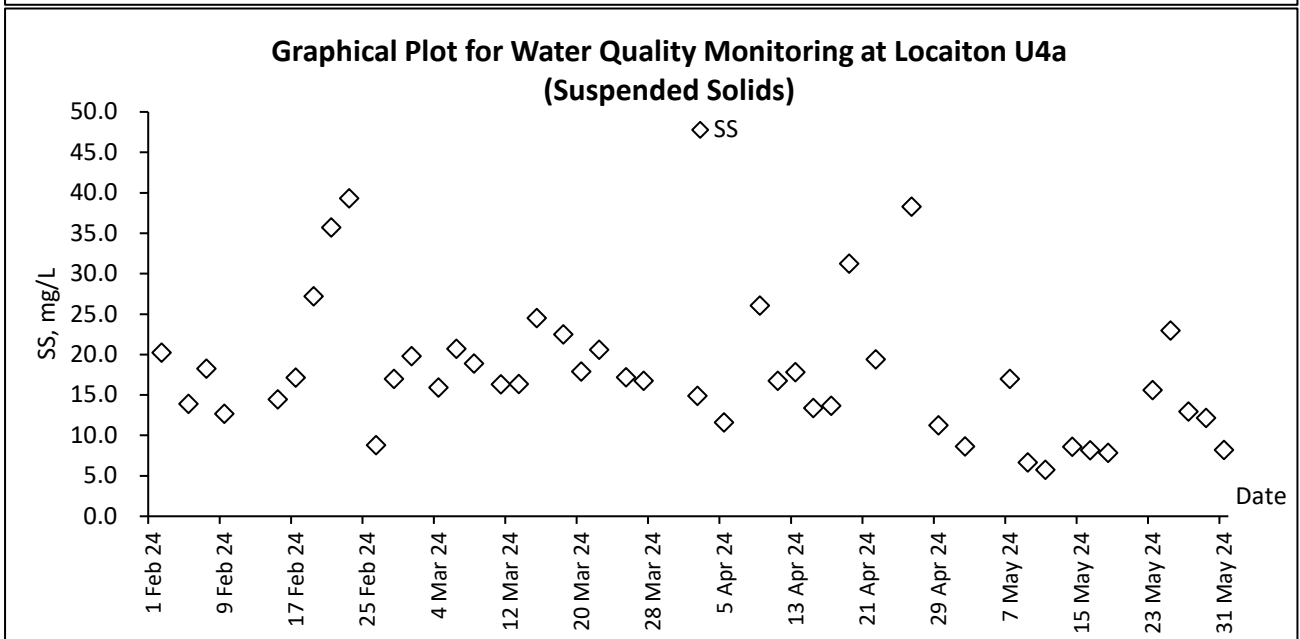 Graphical Plot for Water Quality Monitoring at Locaiton U4a
(Suspended Solids)
SS
SS, mg/L
50.0
45.0
40.0
35.0
30.0
25.0
20.0
15.0
10.0
5.0
0.0
Date
1 Feb 24
9 Feb 24
17 Feb 24
25 Feb 24
4 Mar 24
12 Mar 24
20 Mar 24
28 Mar 24
5 Apr 24
13 Apr 24
21 Apr 24
29 Apr 24
7 May 24
15 May 24
23 May 24
31 May 24